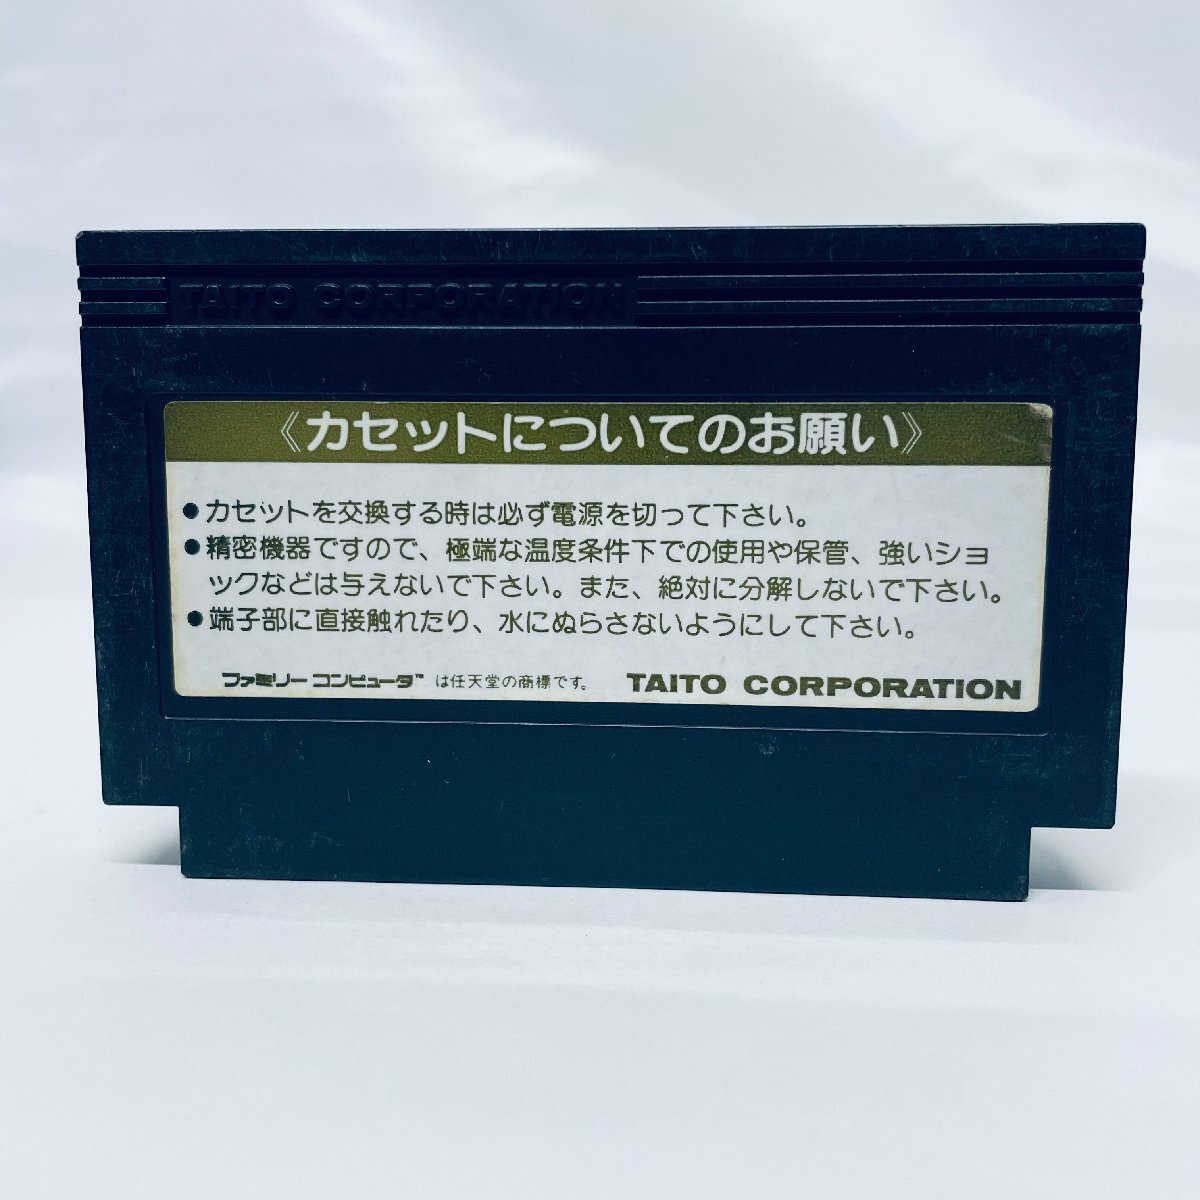 TAITO CORPORATION
《カセットについてのお願い》
●カセットを交換する時は必ず電源を切って下さい。
●精密機器ですので、極端な温度条件下での使用や保管、強いショ
ックなどは与えないで下さい。また、絶対に分解しないで下さい。
●端子部に直接触れたり、水にぬらさないようにして下さい。
ファミリーコンピュータ™は任天堂の商標です。 TAITO CORPORATION